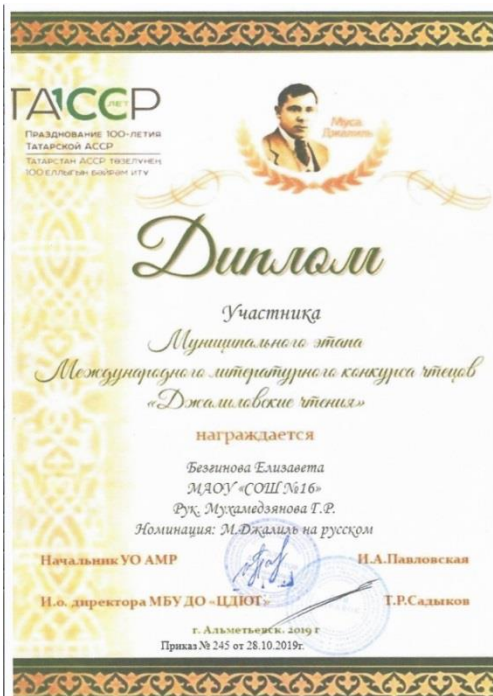 ТАССР
ЛЕТ
ПРАЗДНОВАНИЕ 100-ЛЕТИЯ
ТАТАРСКОЙ АССР
ТАТАРСТАН АССР ТӨЗЕЛҮНЕҢ
100 ЕЛЛЫГЫН БӘЙРӘМ ИТҮ
Муса
Джалиль
Диплом
Участника
Муниципального этапа
Международного литературного конкурса чтецов
«Джалиловские чтения»
награждается
Безгинова Елизавета
МАОУ «СОШ №16»
Рук. Мухамедзянова Г.Р.
Номинация: М.Джалиль на русском
Начальник УО АМР И.А.Павловская
И.о. директора МБУ ДО «ЦДЮТ» Т.Р.Садыков
г. Альметьевск, 2019 г
Приказ № 245 от 28.10.2019г.